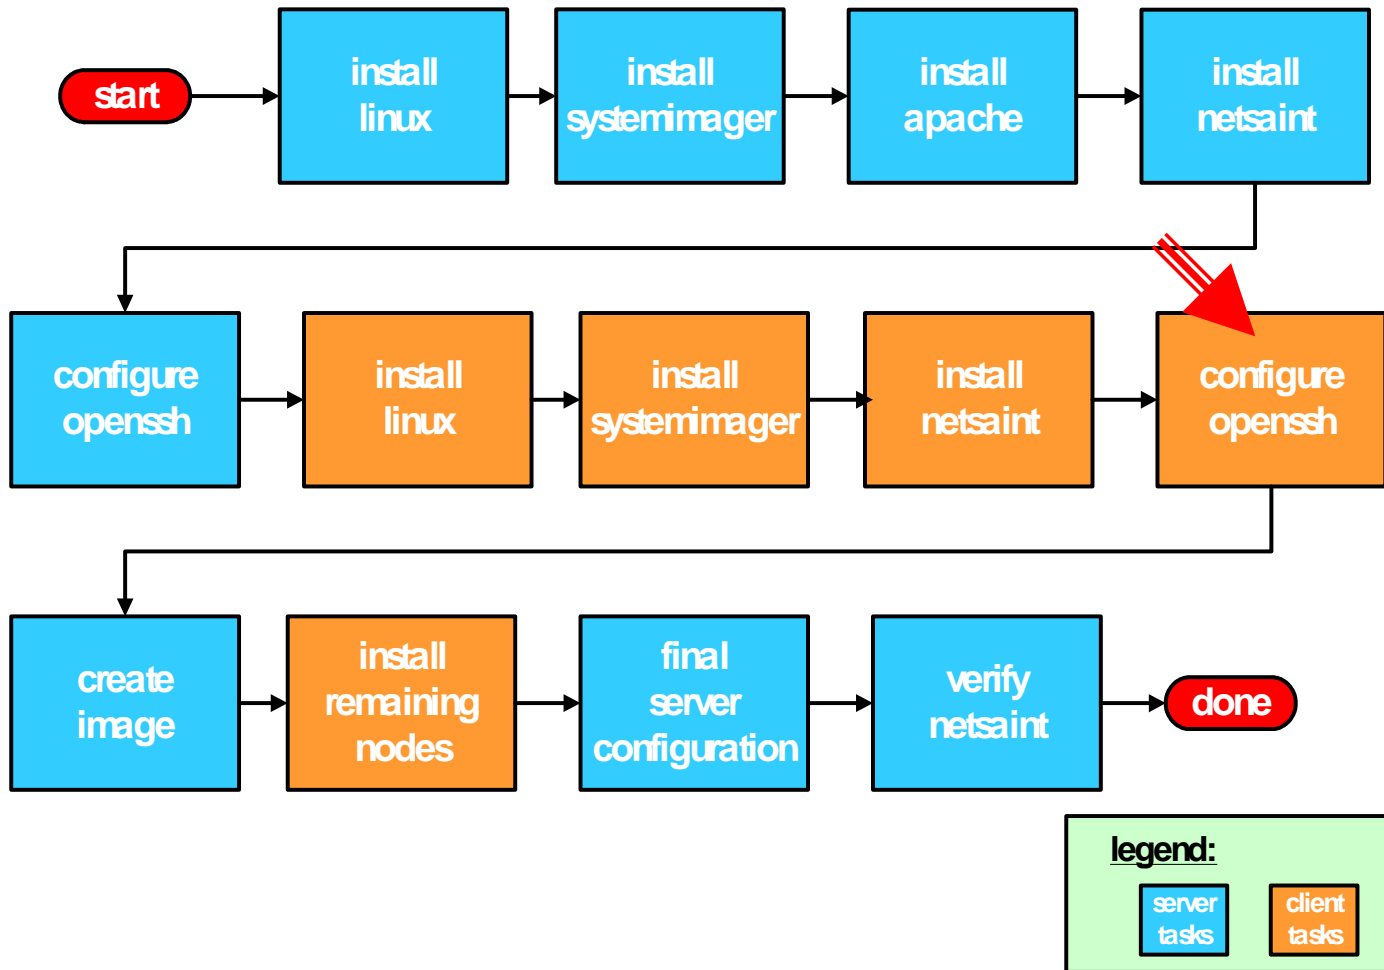 start
install
linux
install
systemimager
install
apache
install
netsaint
configure
openssh
install
linux
install
systemimager
install
netsaint
configure
openssh
create
image
install
remaining
nodes
final
server
configuration
verify
netsaint
done
legend:
server
tasks
client
tasks